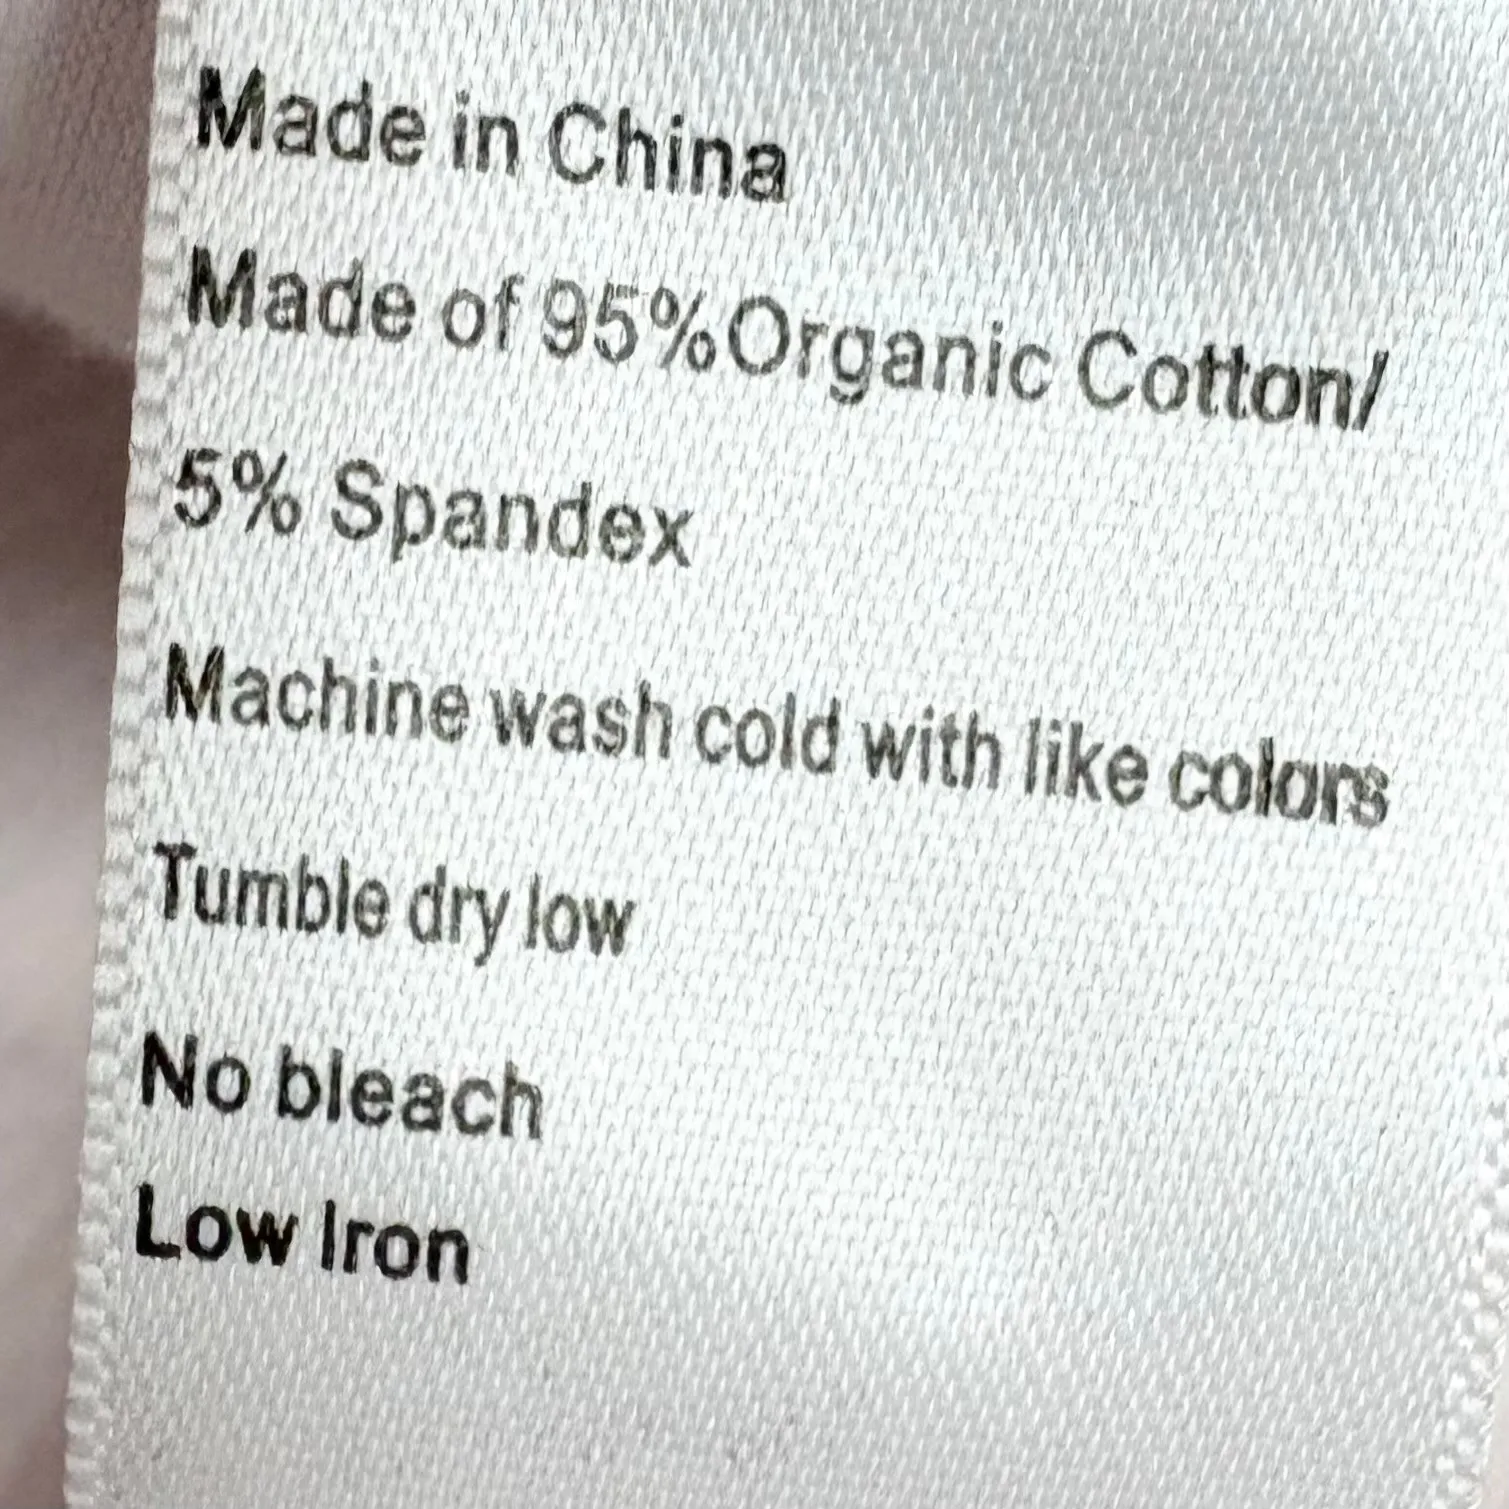 Made in China
Made of 95%Organic Cotton/
5% Spandex
Machine wash cold with like colors
Tumble dry low
No bleach
Low Iron